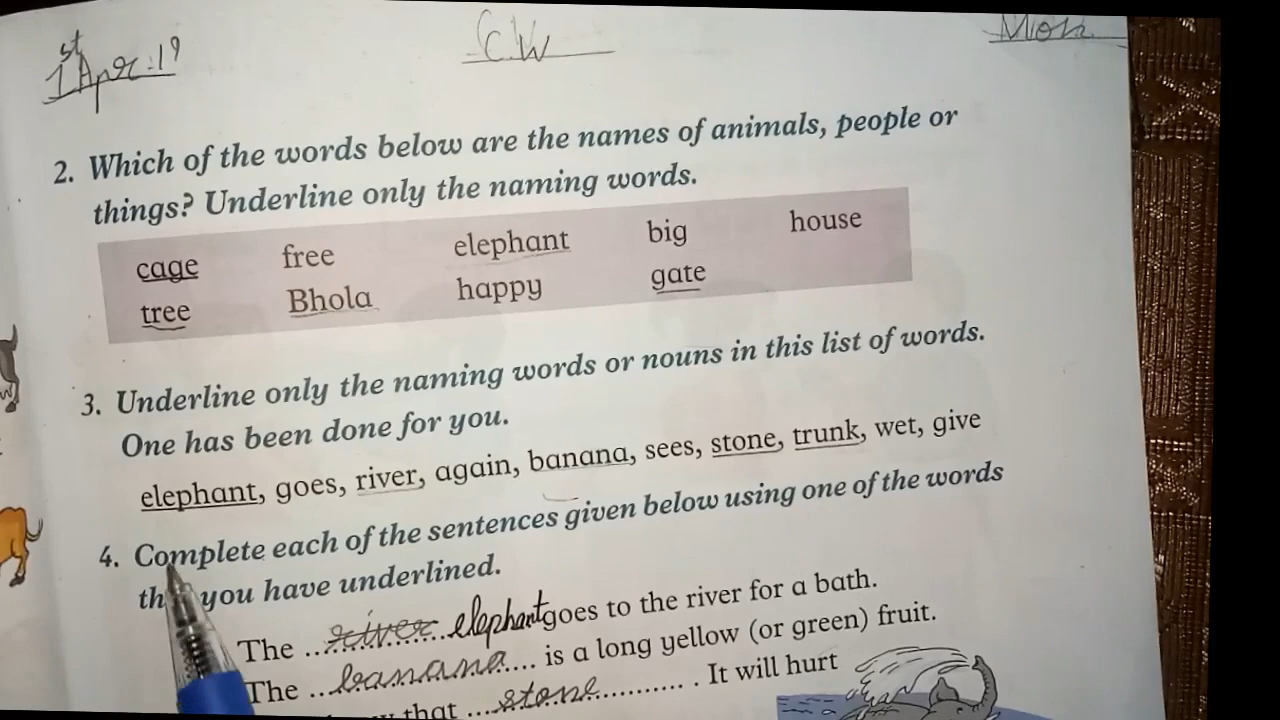 1st Apr.19 CW Mon
2. Which of the words below are the names of animals, people or
things? Underline only the naming words.
cage free elephant big house
tree Bhola happy gate
3. Underline only the naming words or nouns in this list of words.
One has been done for you.
elephant, goes, river, again, banana, sees, stone, trunk, wet, give
4. Complete each of the sentences given below using one of the words
you have underlined.
The river elephant goes to the river for a bath.
The banana is a long yellow (or green) fruit.
that stone . It will hurt